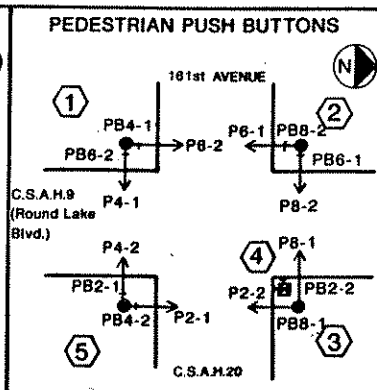 PEDESTRIAN PUSH BUTTONS
161st AVENUE
N
1
2
PB4-1
P6-1
PB8-2
PB6-2
P6-2
PB6-1
C.S.A.H.9
(Round Lake
Blvd.)
P4-1
P8-2
P4-2
4
P8-1
PB2-1
P2-2
PB2-2
PB4-2
P2-1
PB8-1
5
3
C.S.A.H.20